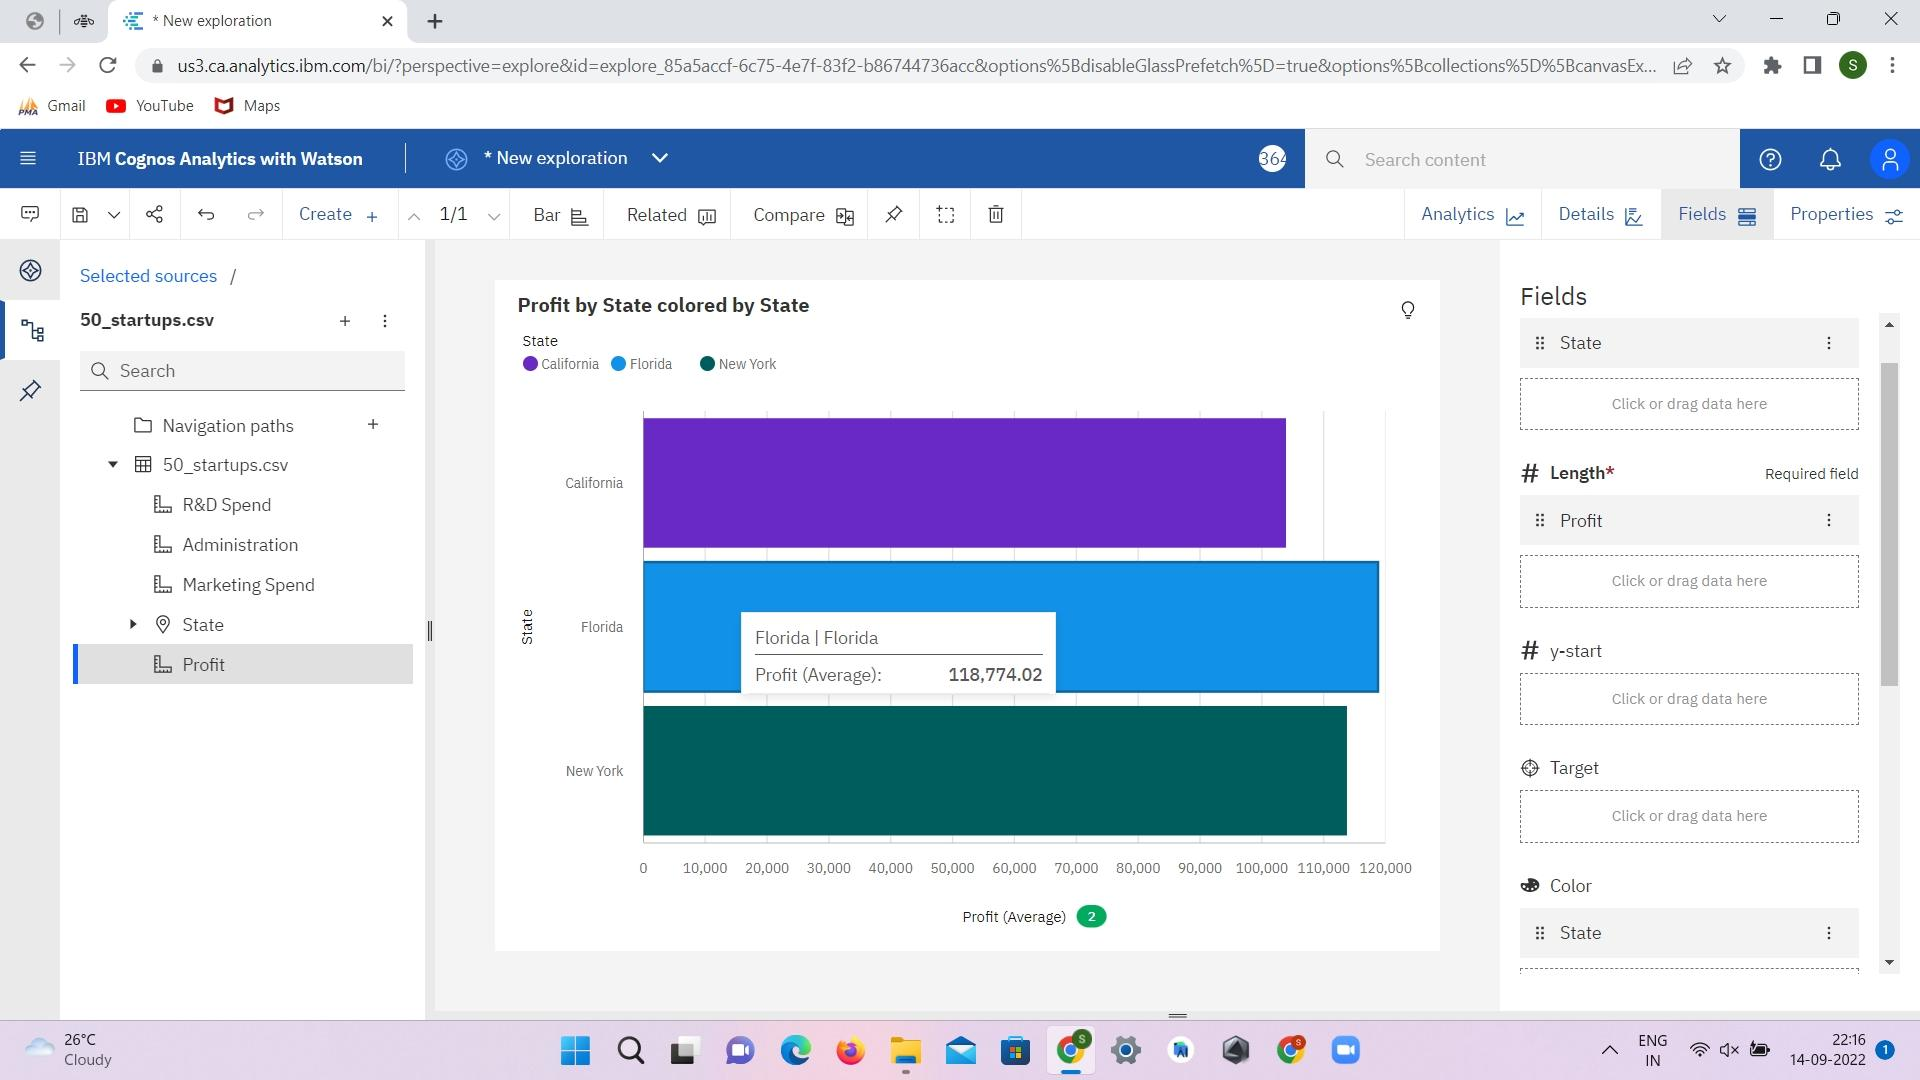 * New exploration
us3.ca.analytics.ibm.com/bi/?perspective=explore&id=explore_85a5accf-6c75-4e7f-83f2-b86744736acc&options%5BdisableGlassPrefetch%5D=true&options%5Bcollections%5D%5BcanvasEx...
S
PMA Gmail YouTube Maps
IBM Cognos Analytics with Watson * New exploration 364 Search content
Create + 1/1 Bar Related Compare Analytics Details Fields Properties
Selected sources /
50_startups.csv
Search
Navigation paths
50_startups.csv
R&D Spend
Administration
Marketing Spend
State
Profit
Profit by State colored by State
State
California Florida New York
State
California
Florida
New York
Florida | Florida
Profit (Average): 118,774.02
0 10,000 20,000 30,000 40,000 50,000 60,000 70,000 80,000 90,000 100,000 110,000 120,000
Profit (Average) 2
Fields
State
Click or drag data here
# Length* Required field
Profit
Click or drag data here
# y-start
Click or drag data here
Target
Click or drag data here
Color
State
26°C
Cloudy
S
S
ENG
IN
22:16
14-09-2022
1